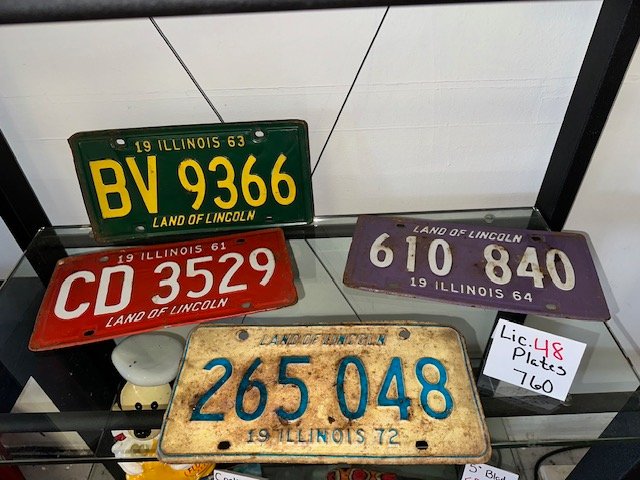 19 ILLINOIS 63
BV 9366
LAND OF LINCOLN
19 ILLINOIS 61
CD 3529
LAND OF LINCOLN
LAND OF LINCOLN
610 840
19 ILLINOIS 64
Lic. 48
Plates
760
LAND OF LINCOLN
265 048
19 ILLINOIS 72